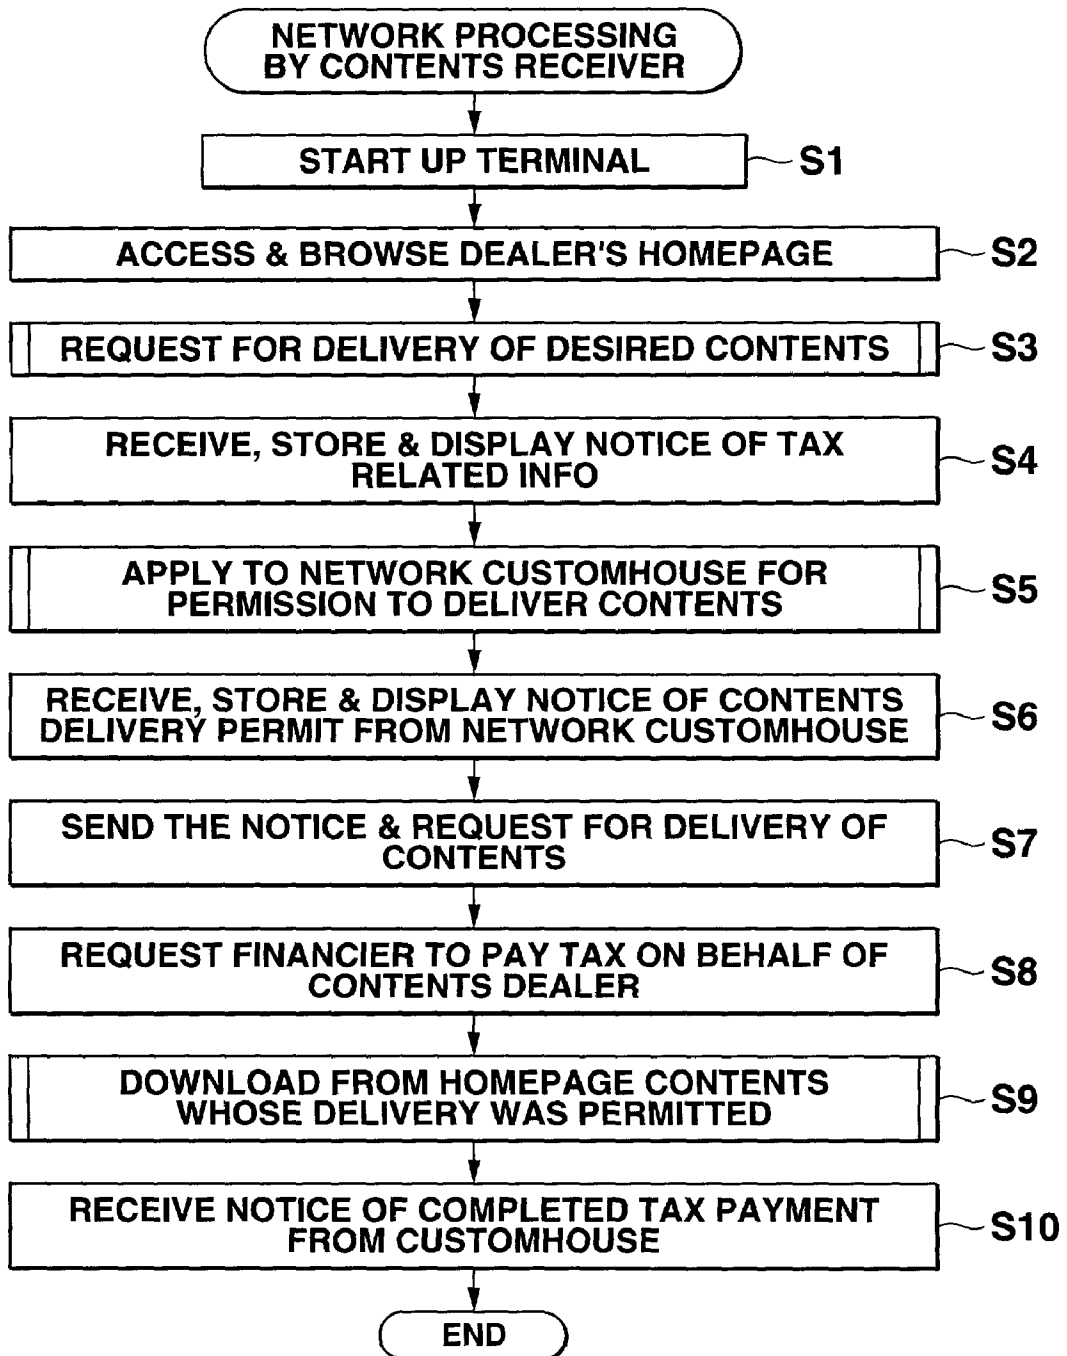 NETWORK PROCESSING
BY CONTENTS RECEIVER
START UP TERMINAL
S1
ACCESS & BROWSE DEALER'S HOMEPAGE
S2
REQUEST FOR DELIVERY OF DESIRED CONTENTS
S3
RECEIVE, STORE & DISPLAY NOTICE OF TAX
RELATED INFO
S4
APPLY TO NETWORK CUSTOMHOUSE FOR
PERMISSION TO DELIVER CONTENTS
S5
RECEIVE, STORE & DISPLAY NOTICE OF CONTENTS
DELIVERY PERMIT FROM NETWORK CUSTOMHOUSE
S6
SEND THE NOTICE & REQUEST FOR DELIVERY OF
CONTENTS
S7
REQUEST FINANCIER TO PAY TAX ON BEHALF OF
CONTENTS DEALER
S8
DOWNLOAD FROM HOMEPAGE CONTENTS
WHOSE DELIVERY WAS PERMITTED
S9
RECEIVE NOTICE OF COMPLETED TAX PAYMENT
FROM CUSTOMHOUSE
S10
END